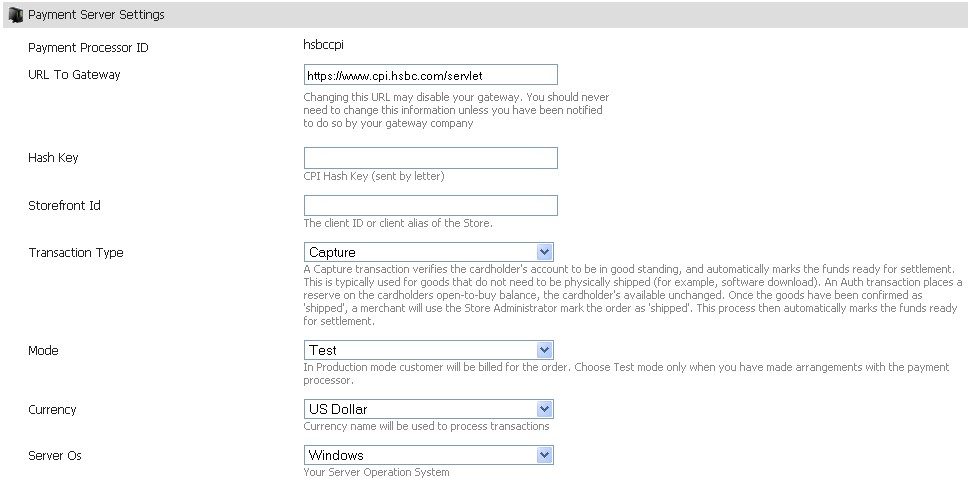 Payment Server Settings
Payment Processor ID
hsbccpi
URL To Gateway
https://www.cpi.hsbc.com/servlet
Changing this URL may disable your gateway. You should never
need to change this information unless you have been notified
to do so by your gateway company
Hash Key
CPI Hash Key (sent by letter)
Storefront Id
The client ID or client alias of the Store.
Transaction Type
Capture
A Capture transaction verifies the cardholder's account to be in good standing, and automatically marks the funds ready for settlement.
This is typically used for goods that do not need to be physically shipped (for example, software download). An Auth transaction places a
reserve on the cardholders open-to-buy balance, the cardholder's available unchanged. Once the goods have been confirmed as
'shipped', a merchant will use the Store Administrator mark the order as 'shipped'. This process then automatically marks the funds ready
for settlement.
Mode
Test
In Production mode customer will be billed for the order. Choose Test mode only when you have made arrangements with the payment
processor.
Currency
US Dollar
Currency name will be used to process transactions
Server Os
Windows
Your Server Operation System